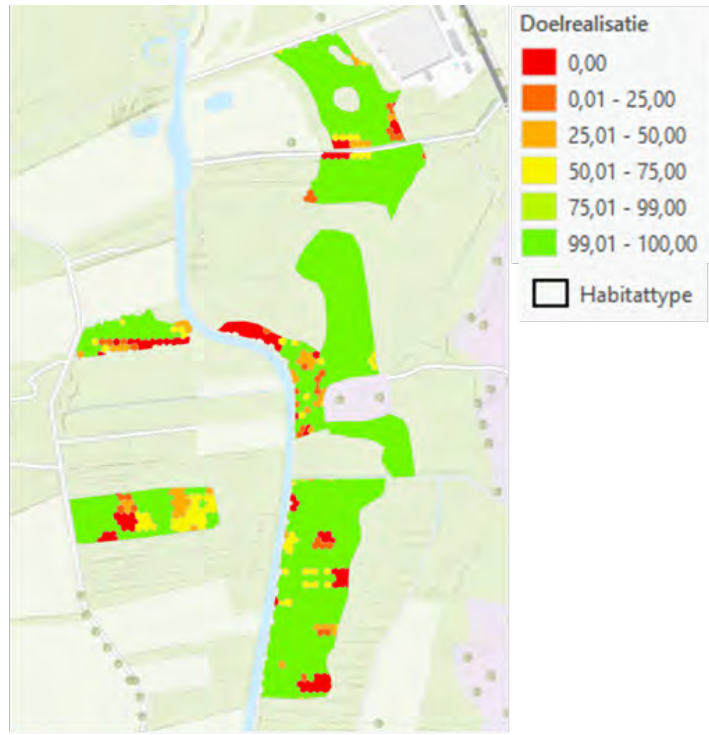 Doelrealisatie
0,00
0,01 - 25,00
25,01 - 50,00
50,01 - 75,00
75,01 - 99,00
99,01 - 100,00
Habitattype